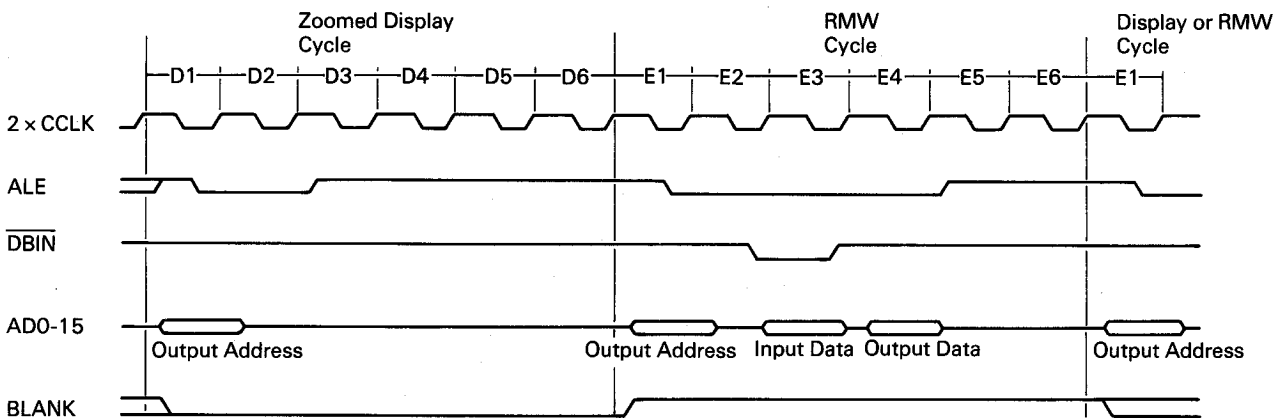 Zoomed Display
Cycle
RMW
Cycle
Display or RMW
Cycle
D1 D2 D3 D4 D5 D6 E1 E2 E3 E4 E5 E6 E1
2 x CCLK
ALE
DBIN
AD0-15
Output Address Output Address Input Data Output Data Output Address
BLANK